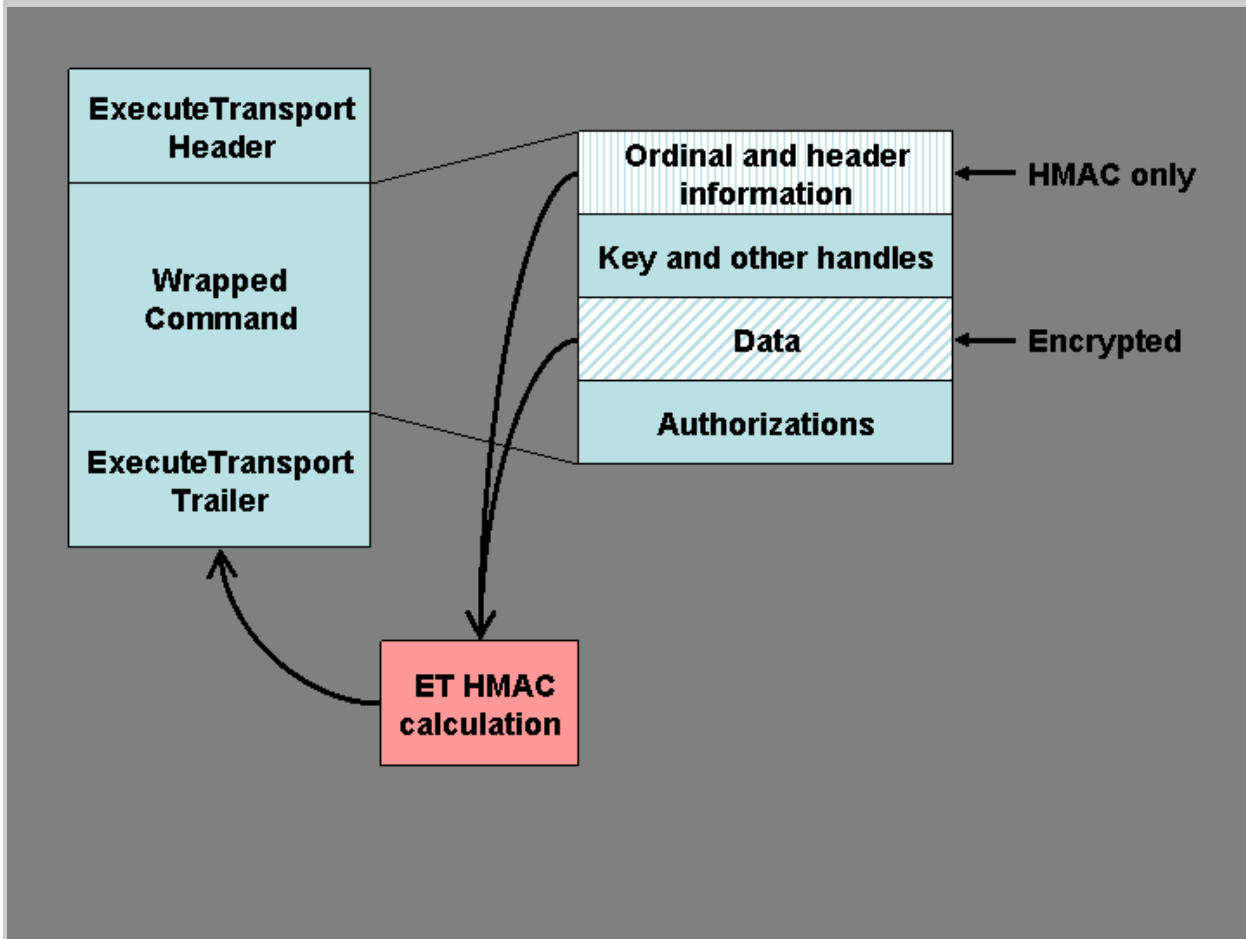 ExecuteTransport
Header
Wrapped
Command
ExecuteTransport
Trailer
Ordinal and header
information
Key and other handles
Data
Authorizations
HMAC only
Encrypted
ET HMAC
calculation